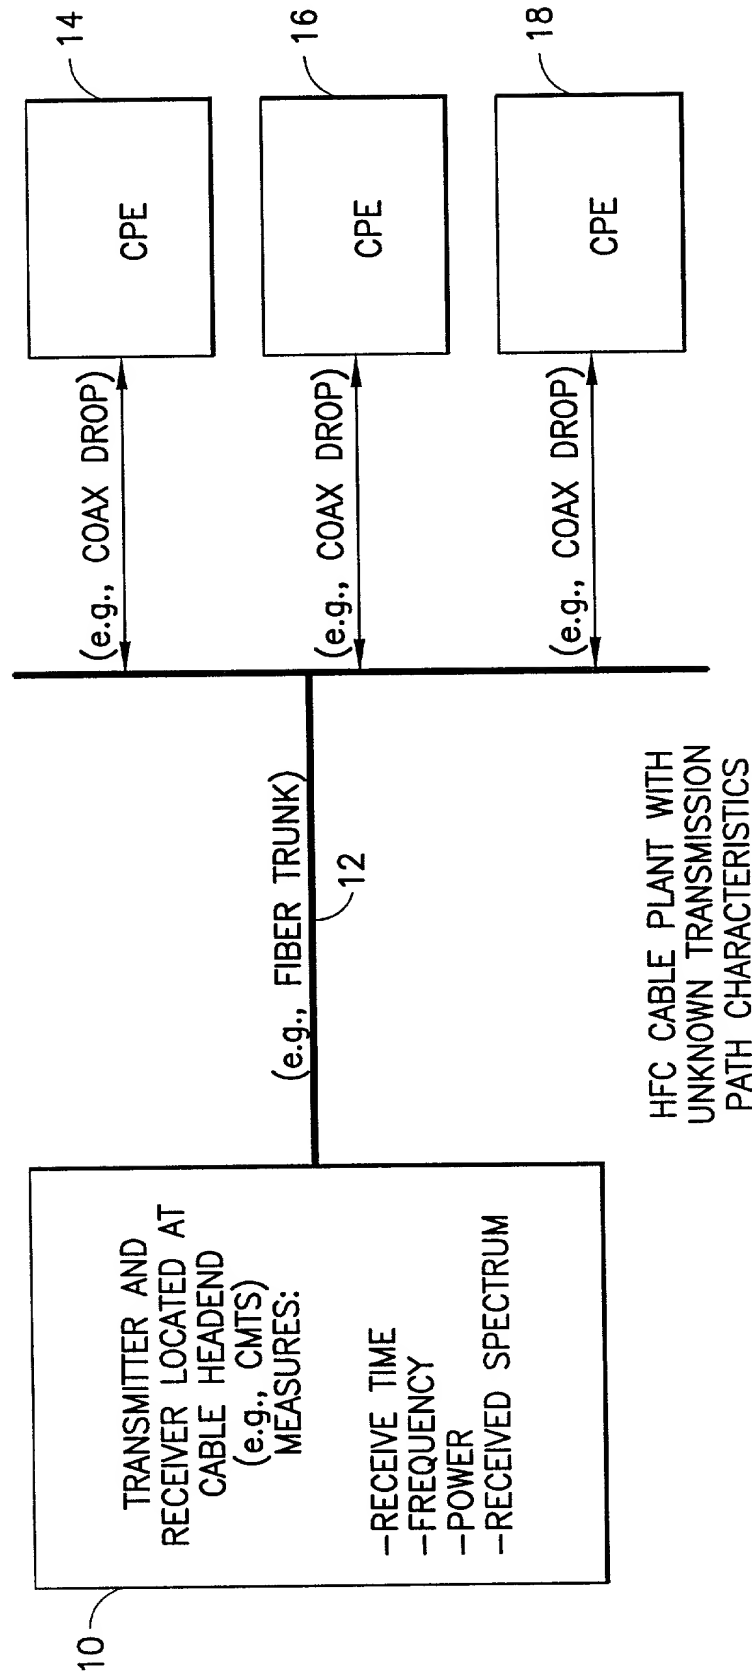 10
TRANSMITTER AND
RECEIVER LOCATED AT
CABLE HEADEND
(e.g., CMTS)
MEASURES:
–RECEIVE TIME
–FREQUENCY
–POWER
–RECEIVED SPECTRUM
(e.g., FIBER TRUNK)
12
HFC CABLE PLANT WITH
UNKNOWN TRANSMISSION
PATH CHARACTERISTICS
(e.g., COAX DROP)
CPE
14
(e.g., COAX DROP)
CPE
16
(e.g., COAX DROP)
CPE
18